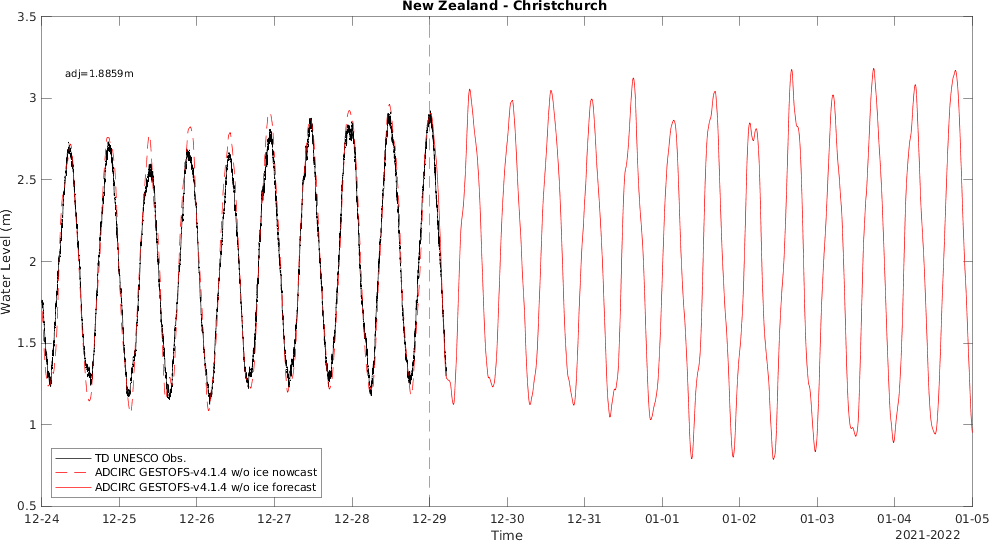 New Zealand - Christchurch
3.5
adj=1.8859m
3
2.5
2
1.5
1
0.5
Water Level (m)
TD UNESCO Obs.
ADCIRC GESTOFS-v4.1.4 w/o ice nowcast
ADCIRC GESTOFS-v4.1.4 w/o ice forecast
12-24 12-25 12-26 12-27 12-28 12-29 12-30 12-31 01-01 01-02 01-03 01-04 01-05
Time
2021-2022